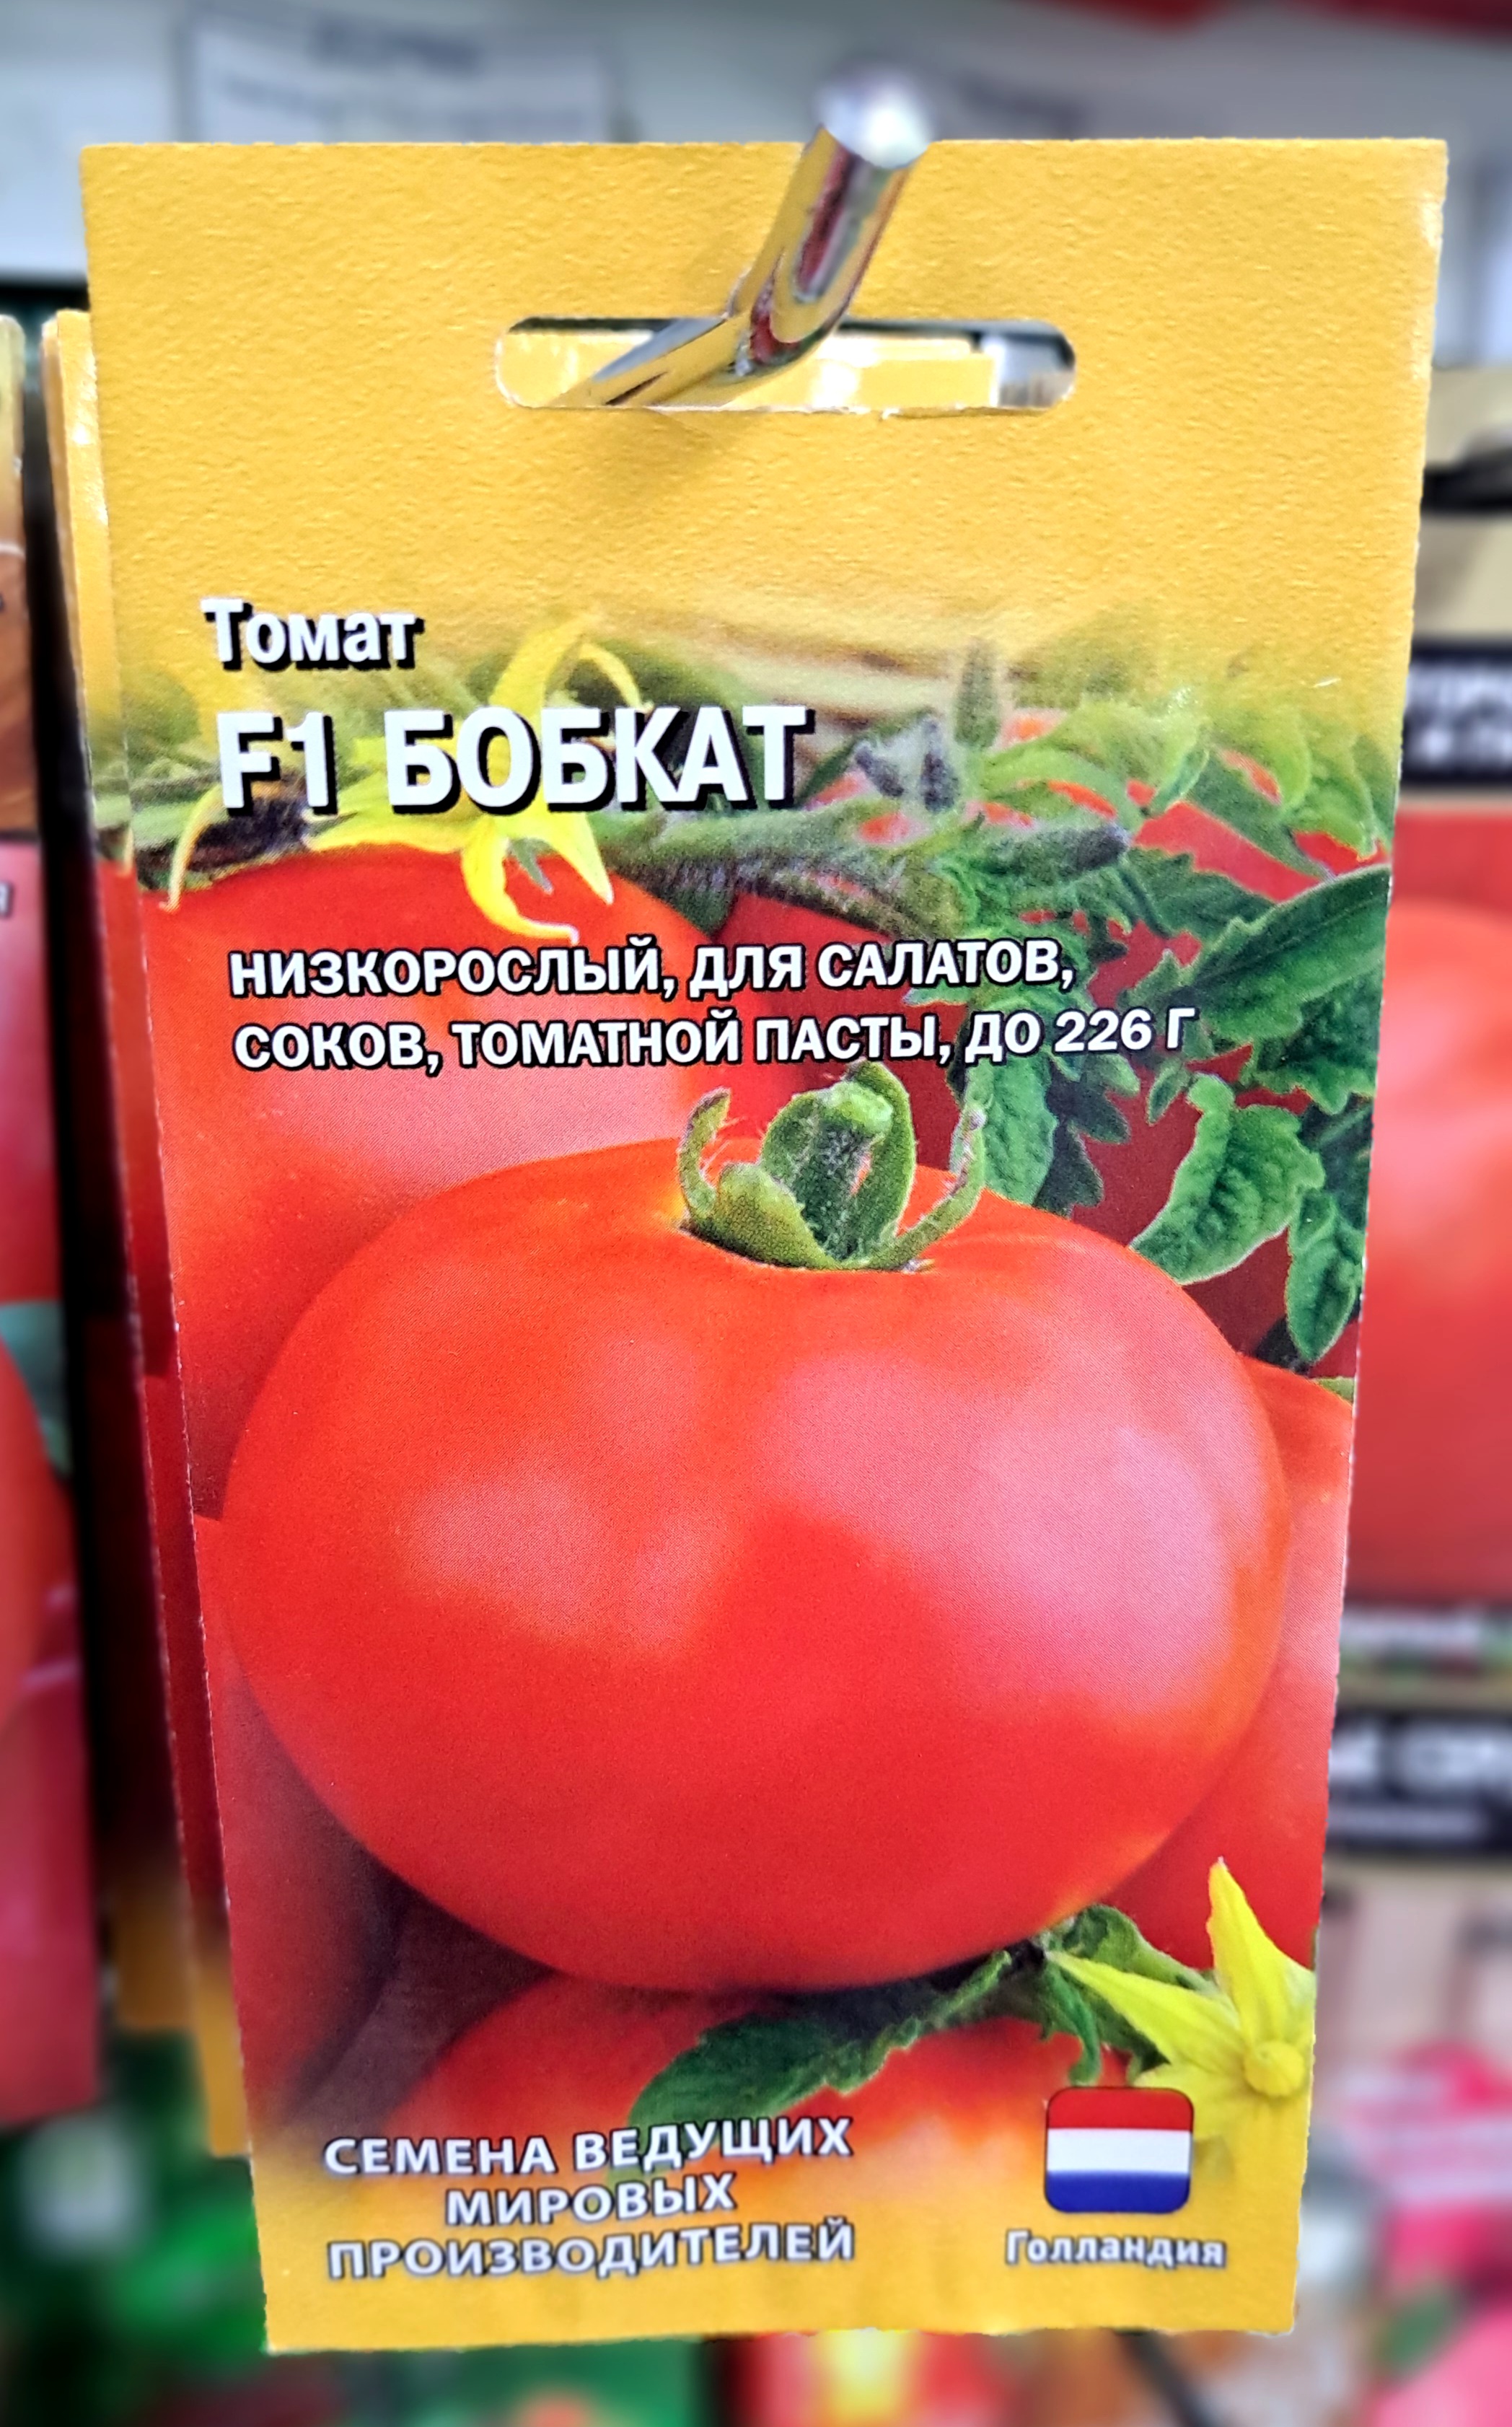 Томат
F1 БОБКАТ
НИЗКОРОСЛЫЙ, ДЛЯ САЛАТОВ,
СОКОВ, ТОМАТНОЙ ПАСТЫ, ДО 226 Г
СЕМЕНА ВЕДУЩИХ
МИРОВЫХ
ПРОИЗВОДИТЕЛЕЙ
Голландия